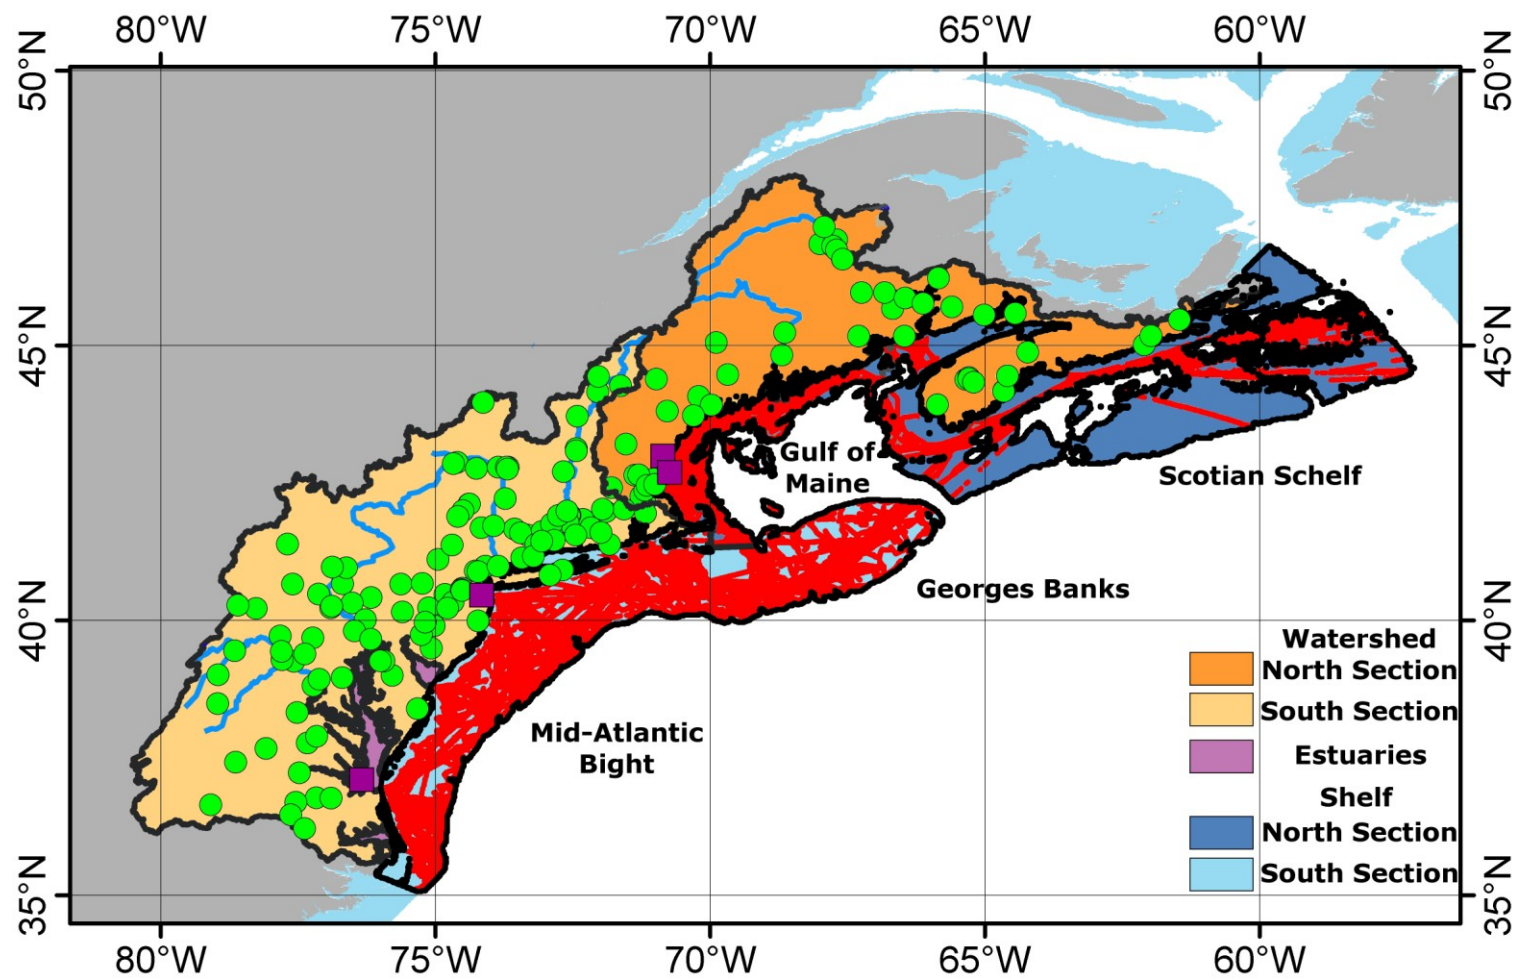 80°W 75°W 70°W 65°W 60°W
50°N 50°N
45°N 45°N
Gulf of
Maine
Scotian Schelf
Georges Banks
40°N 40°N
Watershed
North Section
South Section
Mid-Atlantic
Bight
Estuaries
Shelf
North Section
South Section
35°N 35°N
80°W 75°W 70°W 65°W 60°W